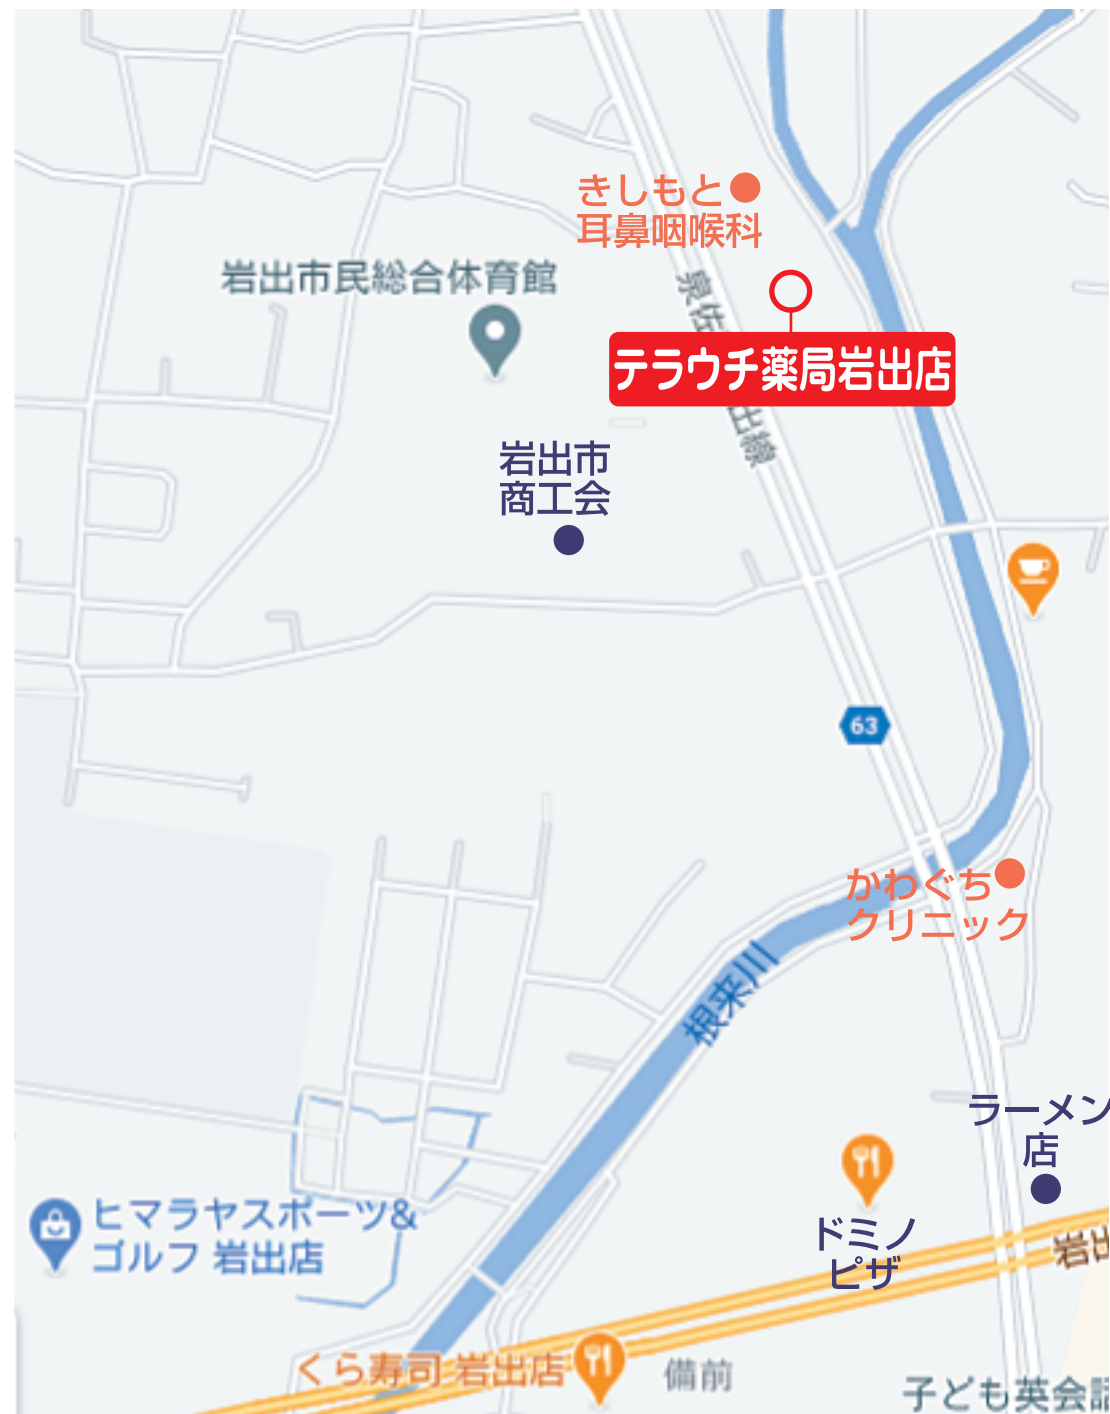 きしもと
耳鼻咽喉科
岩出市民総合体育館
泉佐
テラウチ薬局岩出店
出線
岩出市
商工会
63
かわぐち
クリニック
根来川
ラーメン
店
ヒマラヤスポーツ&
ゴルフ 岩出店
ドミノ
ピザ
岩出
くら寿司 岩出店
備前
子ども英会話